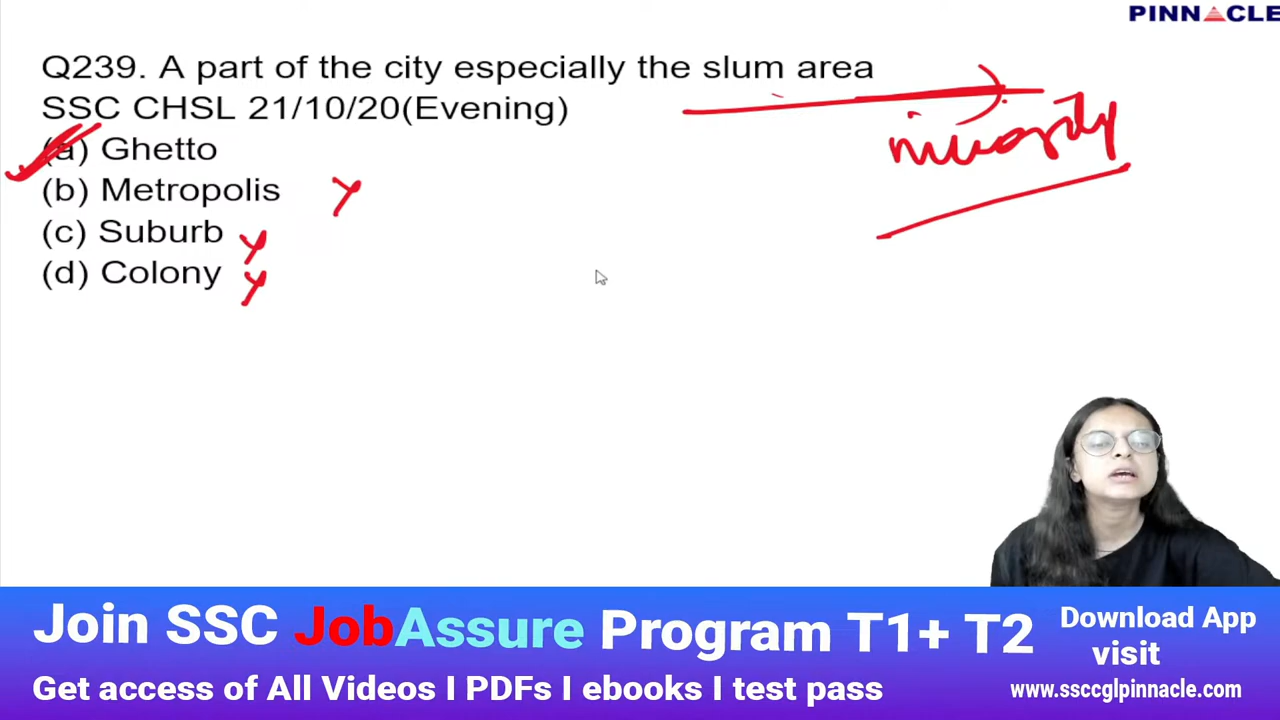 PINNACLE
Q239. A part of the city especially the slum area
SSC CHSL 21/10/20(Evening)
minority
(a) Ghetto
(b) Metropolis
(c) Suburb
(d) Colony
Join SSC JobAssure Program T1+ T2
Get access of All Videos I PDFs I ebooks I test pass
Download App
visit
www.ssccglpinnacle.com